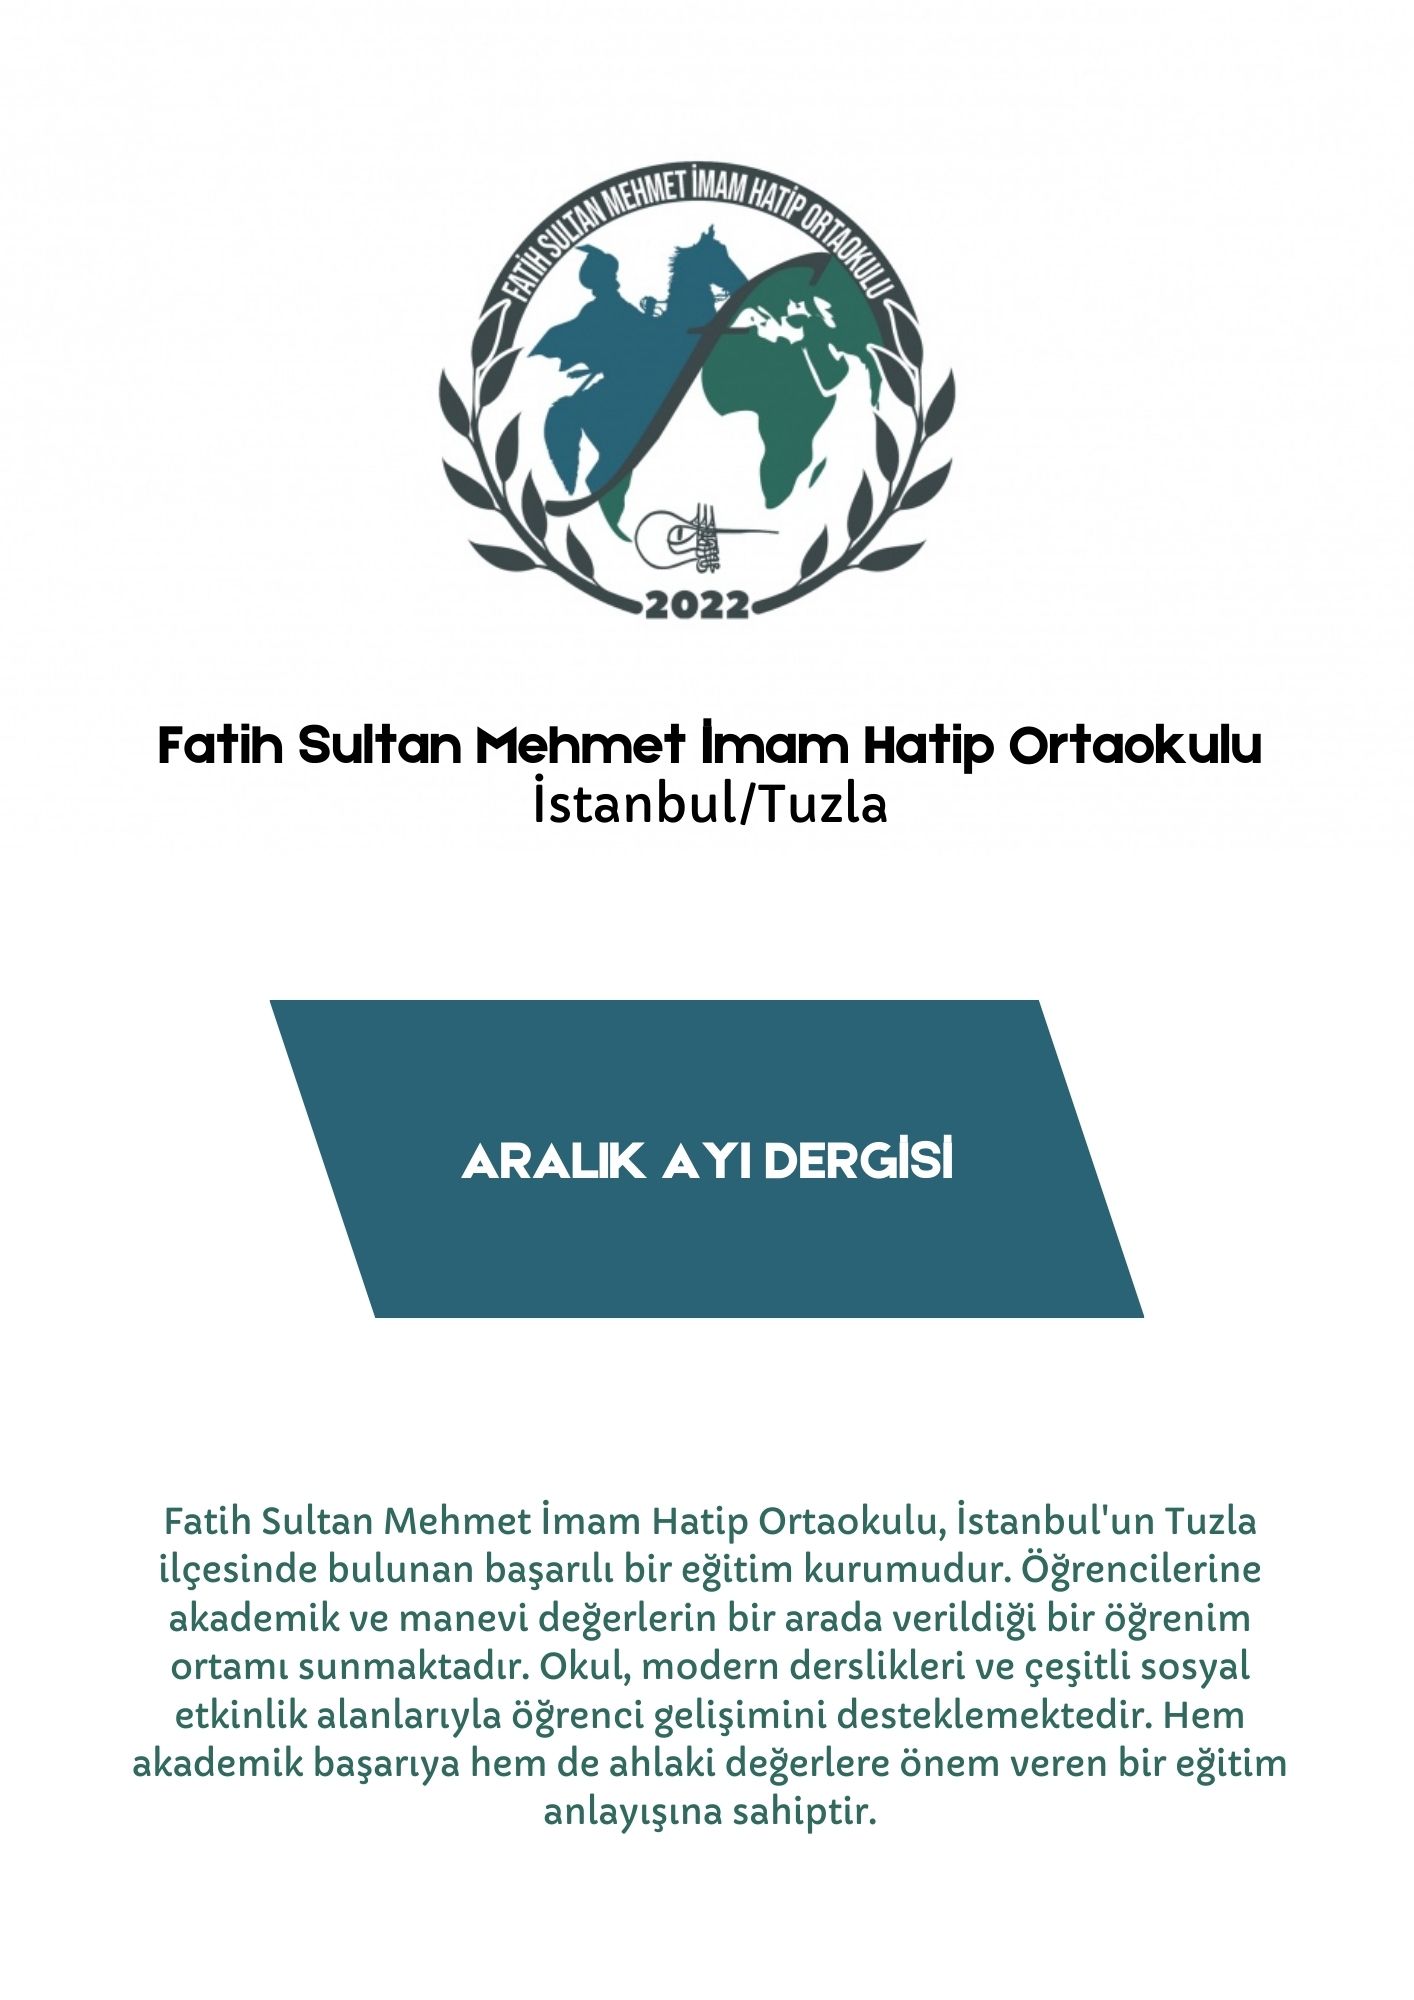 FATİH SULTAN MEHMET İMAM HATİP ORTAOKULU
2022
Fatih Sultan Mehmet İmam Hatip Ortaokulu
İstanbul/Tuzla
ARALIK AYI DERGİSİ
Fatih Sultan Mehmet İmam Hatip Ortaokulu, İstanbul'un Tuzla
ilçesinde bulunan başarılı bir eğitim kurumudur. Öğrencilerine
akademik ve manevi değerlerin bir arada verildiği bir öğrenim
ortamı sunmaktadır. Okul, modern derslikleri ve çeşitli sosyal
etkinlik alanlarıyla öğrenci gelişimini desteklemektedir. Hem
akademik başarıya hem de ahlaki değerlere önem veren bir eğitim
anlayışına sahiptir.